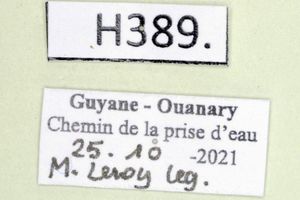 H389.
Guyane - Ouanary
Chemin de la prise d'eau
25. 10 -2021
M. Leroy leg.